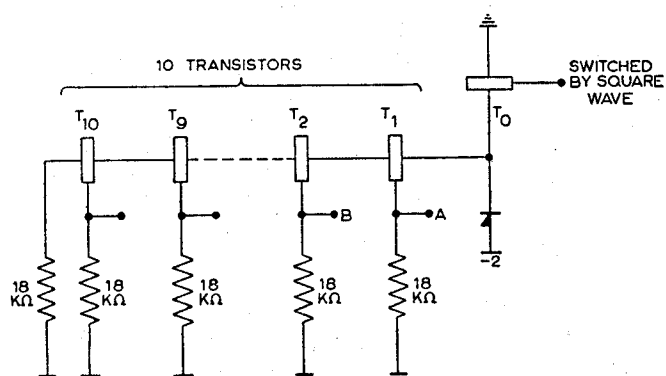 10 TRANSISTORS
SWITCHED
BY SQUARE
WAVE
T10
T9
T2
T1
T0
B
A
-2
18
KΩ
18
KΩ
18
KΩ
18
KΩ
18
KΩ